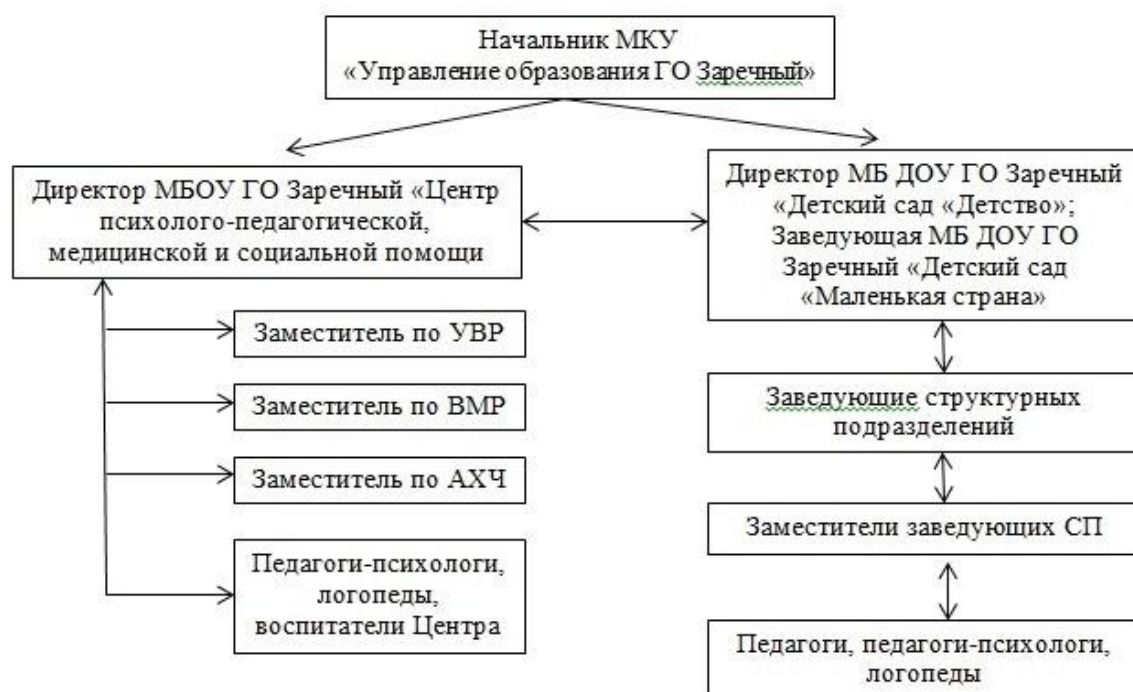 Начальник МКУ
«Управление образования ГО Заречный»
Директор МБОУ ГО Заречный «Центр
психолого-педагогической,
медицинской и социальной помощи
Директор МБ ДОУ ГО Заречный
«Детский сад «Детство»;
Заведующая МБ ДОУ ГО
Заречный «Детский сад
«Маленькая страна»
Заместитель по УВР
Заместитель по ВМР
Заместитель по АХЧ
Педагоги-психологи,
логопеды,
воспитатели Центра
Заведующие структурных
подразделений
Заместители заведующих СП
Педагоги, педагоги-психологи,
логопеды